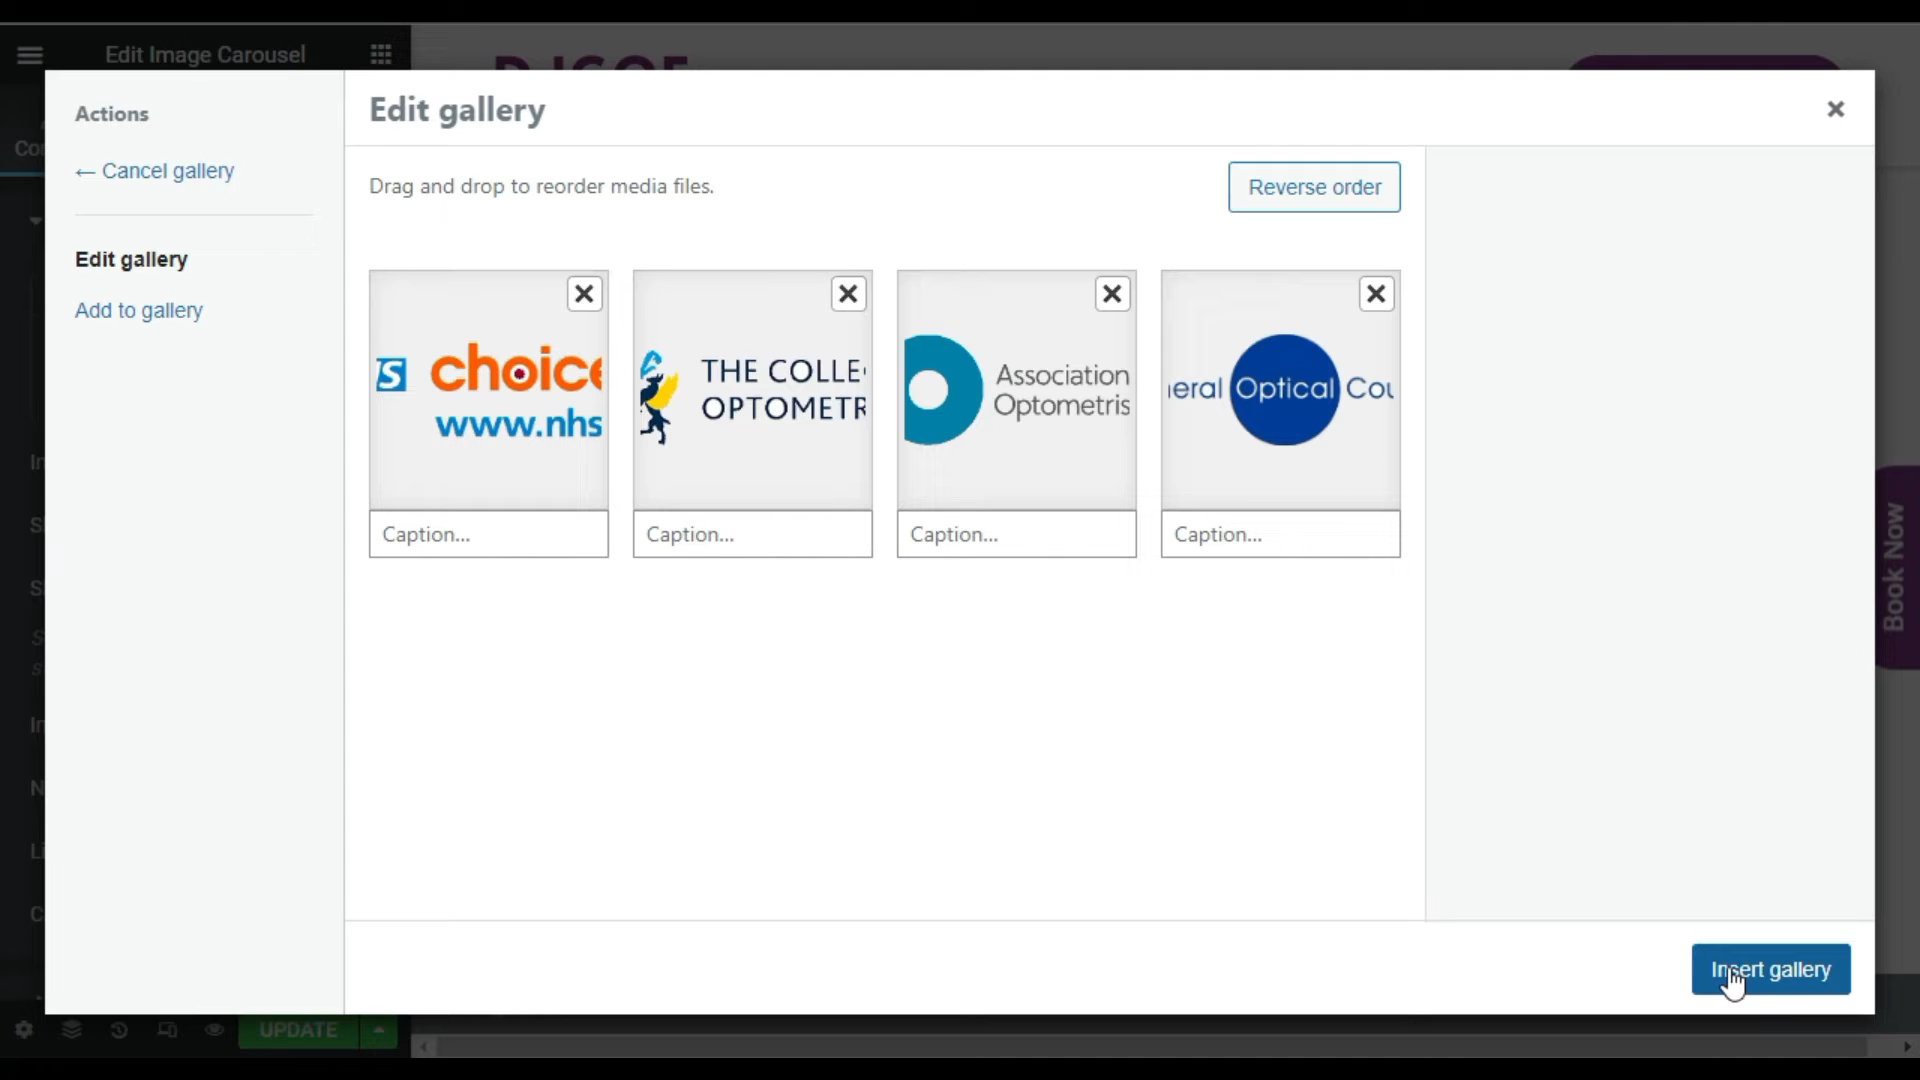 Edit Image Carousel
Actions
← Cancel gallery
Edit gallery
Add to gallery
Edit gallery
Drag and drop to reorder media files.
Reverse order
choice
www.nhs
THE COLLE
OPTOMETR
Association
Optometris
neral Optical Cou
Caption...
Caption...
Caption...
Caption...
Book Now
Insert gallery
UPDATE